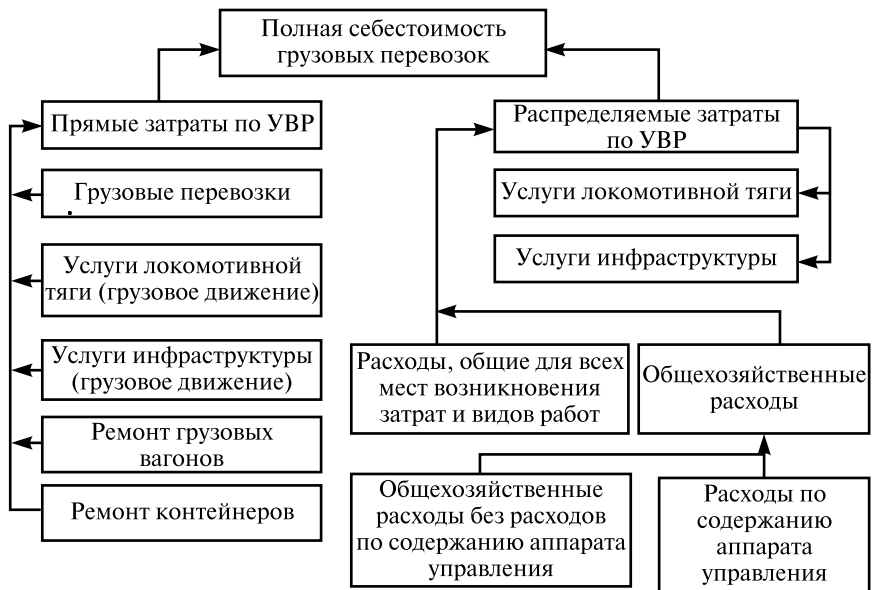 Полная себестоимость
грузовых перевозок
Прямые затраты по УВР
Грузовые перевозки
Услуги локомотивной
тяги (грузовое движение)
Услуги инфраструктуры
(грузовое движение)
Ремонт грузовых
вагонов
Ремонт контейнеров
Распределяемые затраты
по УВР
Услуги локомотивной тяги
Услуги инфраструктуры
Расходы, общие для всех
мест возникновения
затрат и видов работ
Общехозяйственные
расходы
Общехозяйственные
расходы без расходов
по содержанию аппарата
управления
Расходы по
содержанию
аппарата
управления